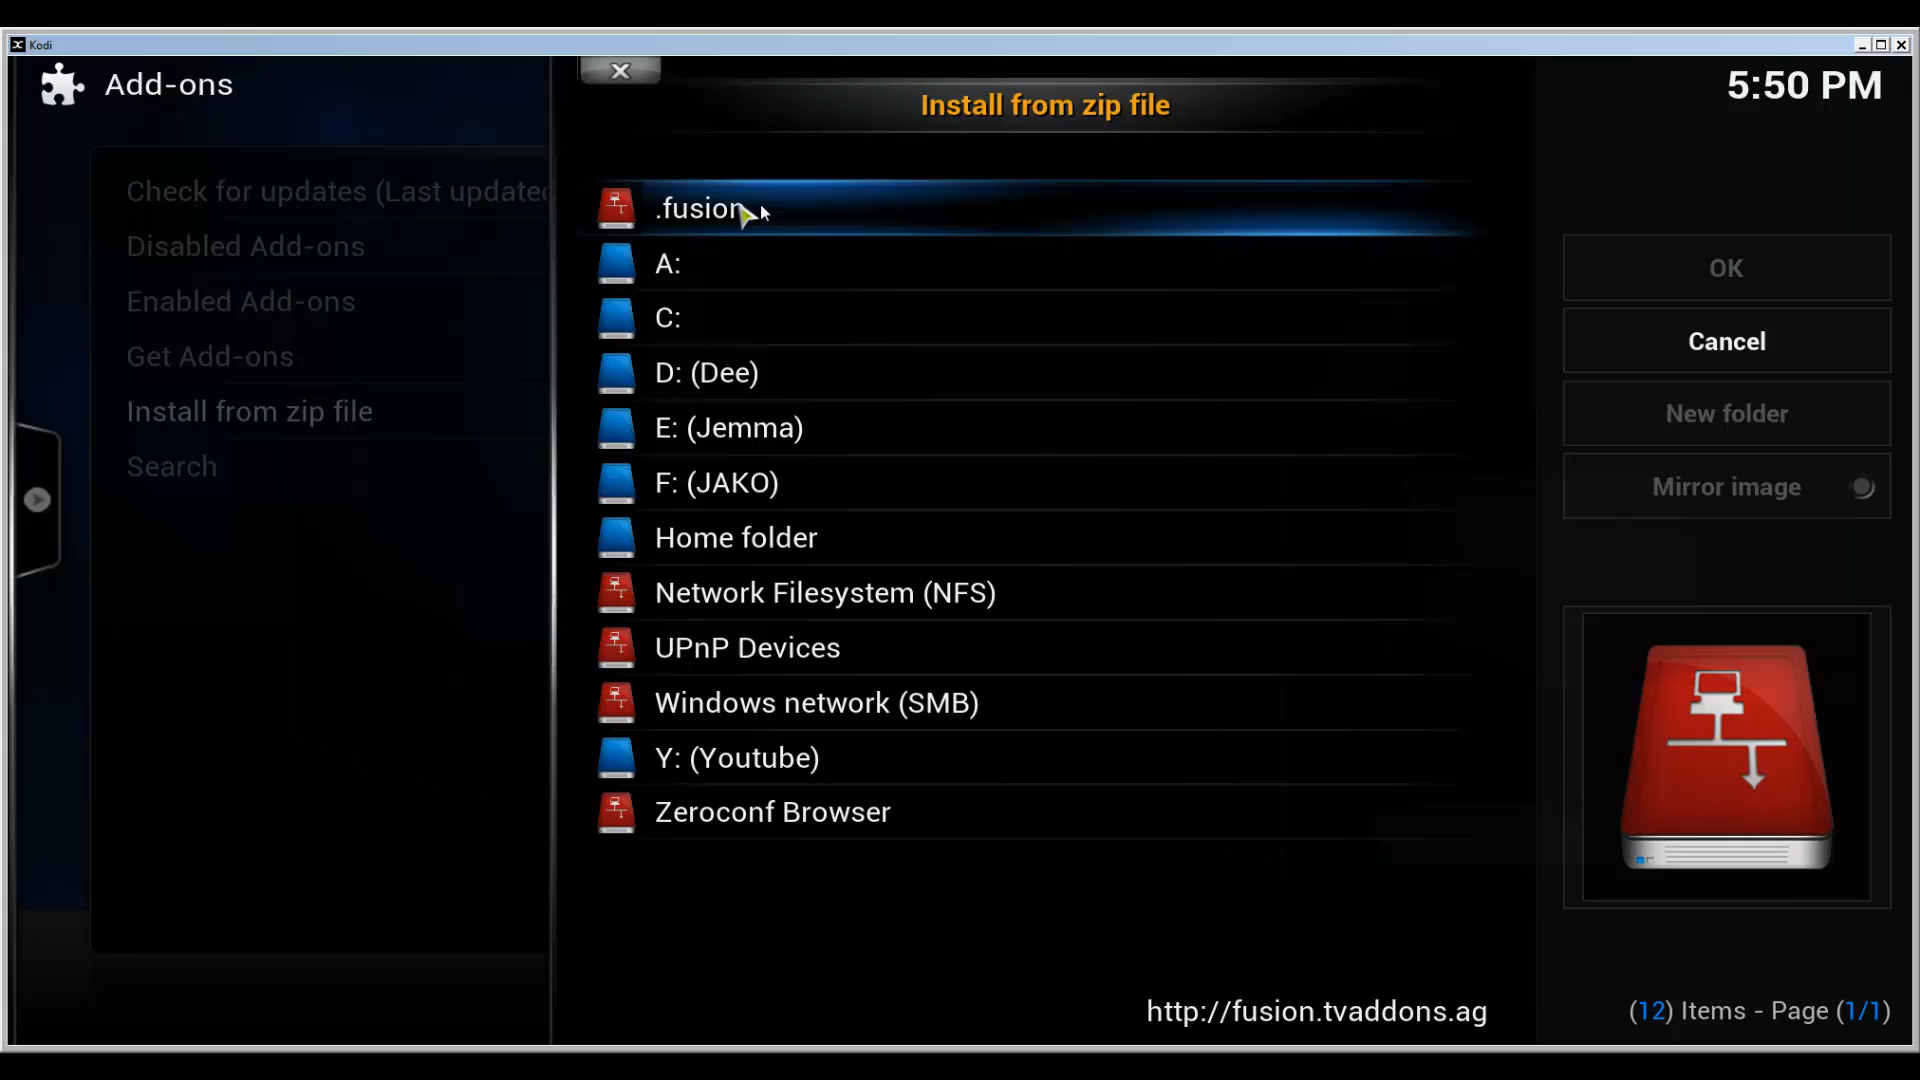 Kodi
Add-ons
Install from zip file
5:50 PM
Check for updates (Last updated
Disabled Add-ons
Enabled Add-ons
Get Add-ons
Install from zip file
Search
.fusion
A:
C:
D: (Dee)
E: (Jemma)
F: (JAKO)
Home folder
Network Filesystem (NFS)
UPnP Devices
Windows network (SMB)
Y: (Youtube)
Zeroconf Browser
OK
Cancel
New folder
Mirror image
http://fusion.tvaddons.ag
(12) Items - Page (1/1)